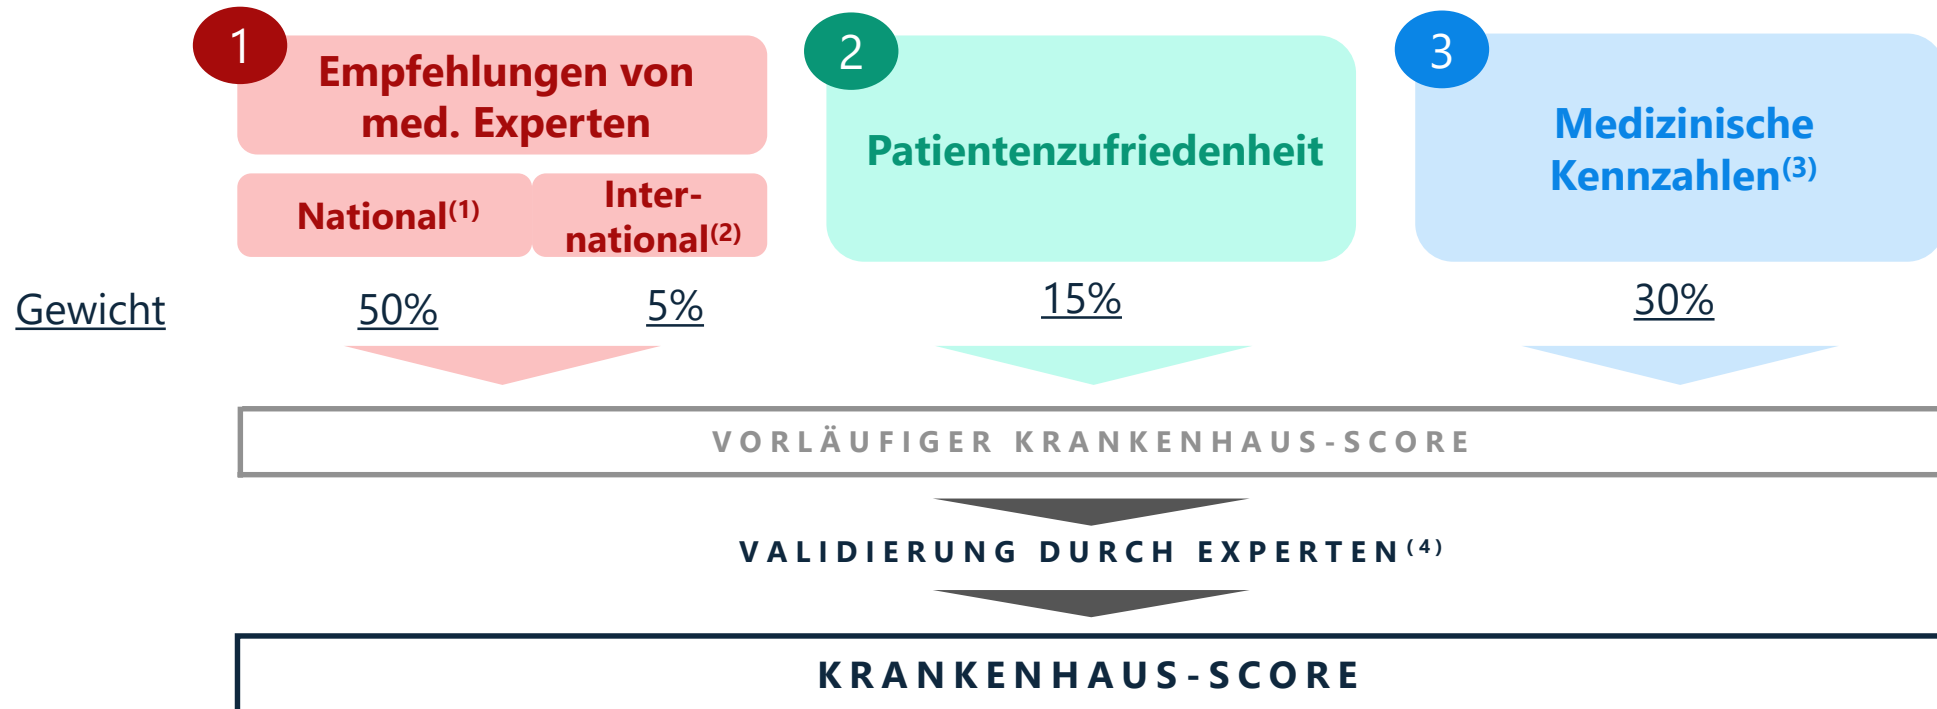 1
Empfehlungen von
med. Experten
National(1)
Inter-
national(2)
2
Patientenzufriedenheit
3
Medizinische
Kennzahlen(3)
Gewicht
50%
5%
15%
30%
VORLÄUFIGER KRANKENHAUS-SCORE
VALIDIERUNG DURCH EXPERTEN(4)
KRANKENHAUS-SCORE